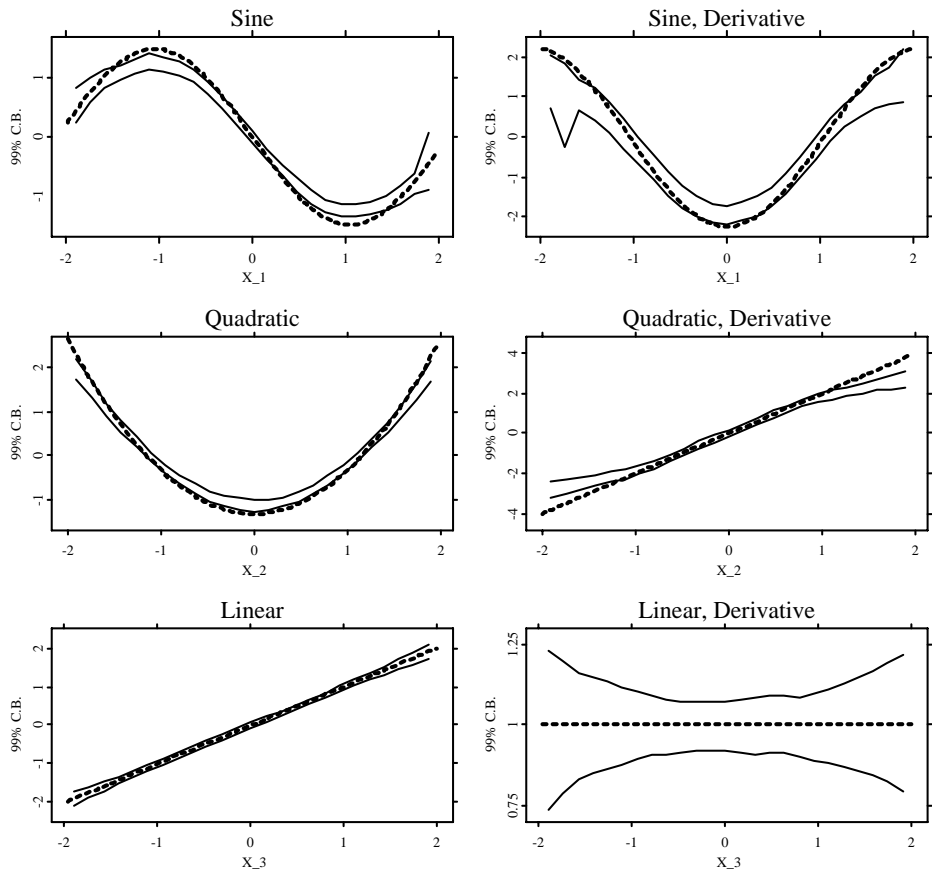 Sine
99% C.B.
1
0
-1
-2 -1 0 1 2
X_1
Sine, Derivative
99% C.B.
2
1
0
-1
-2
-2 -1 0 1 2
X_1
Quadratic
99% C.B.
2
1
0
-1
-2 -1 0 1 2
X_2
Quadratic, Derivative
99% C.B.
4
2
0
-2
-4
-2 -1 0 1 2
X_2
Linear
99% C.B.
2
1
0
-1
-2
-2 -1 0 1 2
X_3
Linear, Derivative
99% C.B.
1.25
1
0.75
-2 -1 0 1 2
X_3